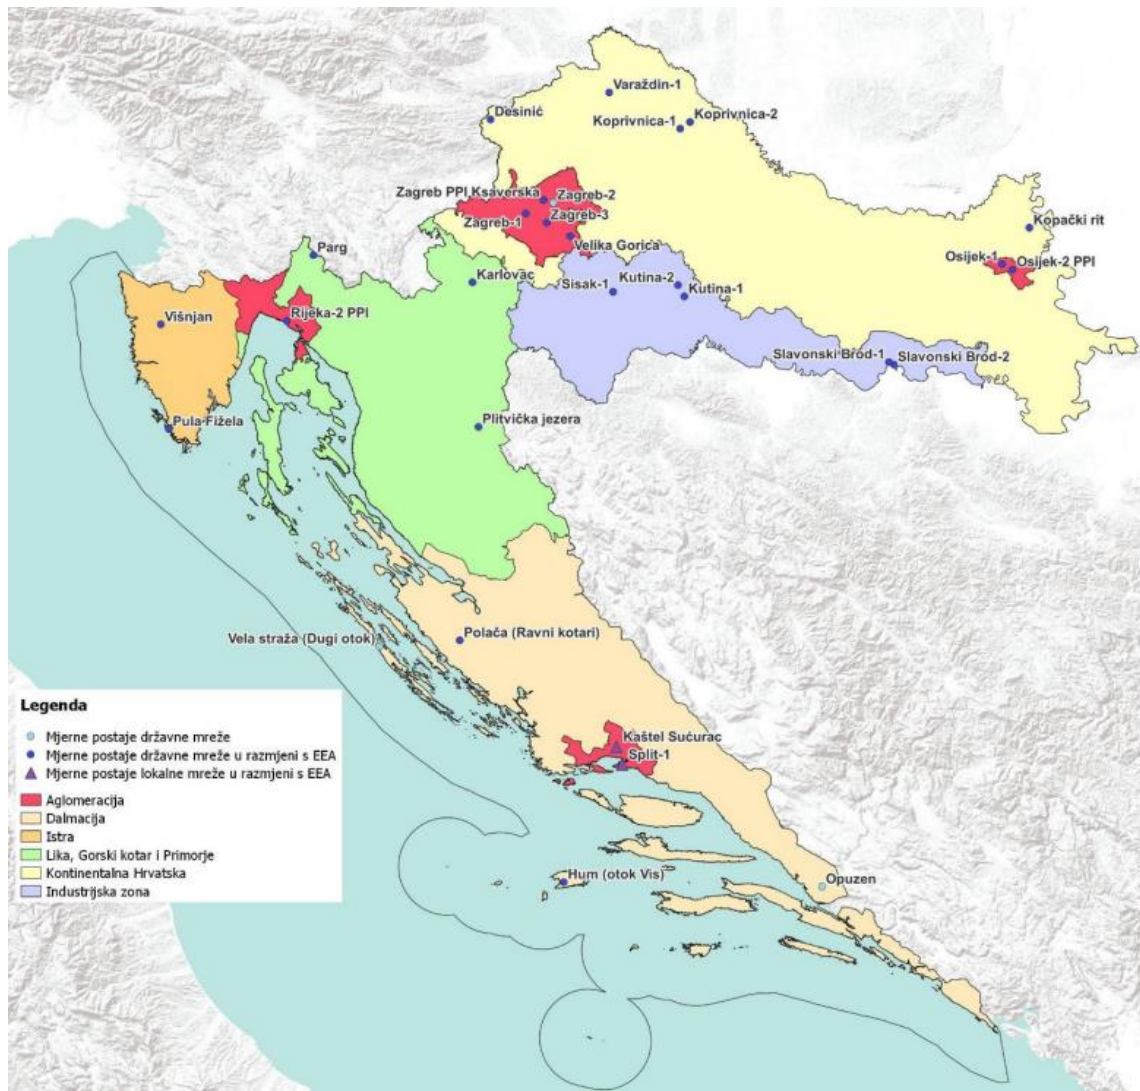 Varaždin-1
Desinić
Koprivnica-2
Koprivnica-1
Zagreb PPI Ksaverska
Zagreb-2
Zagreb-1
Zagreb-3
Velika Gorica
Kopački rit
Osijek-1
Osijek-2 PPI
Parg
Karlovac
Sisak-1
Kutina-2
Kutina-1
Višnjan
Rijeka-2 PPI
Slavonski Brod-1
Slavonski Brod-2
Pula Fižela
Plitvička jezera
Vela straža (Dugi otok)
Polača (Ravni kotari)
Kaštel Sućurac
Split-1
Hum (otok Vis)
Opuzen
Legenda
Mjerne postaje državne mreže
Mjerne postaje državne mreže u razmjeni s EEA
Mjerne postaje lokalne mreže u razmjeni s EEA
Aglomeracija
Dalmacija
Istra
Lika, Gorski kotar i Primorje
Kontinentalna Hrvatska
Industrijska zona